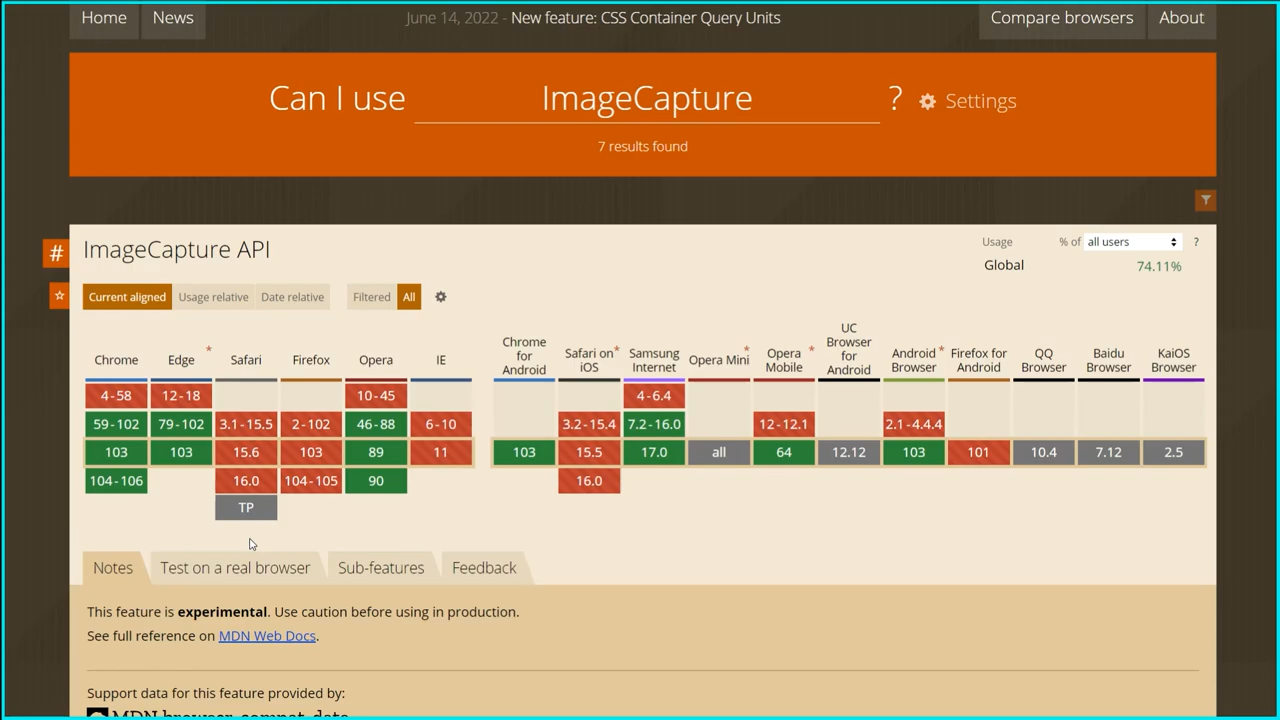 Home
News
June 14, 2022 - New feature: CSS Container Query Units
Compare browsers
About
Can I use ImageCapture ? Settings
7 results found
#
ImageCapture API
Usage % of all users ?
Global 74.11%
Current aligned Usage relative Date relative Filtered All
Chrome Edge * Safari Firefox Opera IE Chrome for Android Safari on iOS * Samsung Internet Opera Mini * Opera Mobile * UC Browser for Android Android Browser * Firefox for Android QQ Browser Baidu Browser KaiOS Browser
4-58 12-18 10-45 4-6.4
59-102 79-102 3.1-15.5 2-102 46-88 6-10 3.2-15.4 7.2-16.0 12-12.1 2.1-4.4.4
103 103 15.6 103 89 11 103 15.5 17.0 all 64 12.12 103 101 10.4 7.12 2.5
104-106 16.0 104-105 90 16.0
TP
Notes Test on a real browser Sub-features Feedback
This feature is experimental. Use caution before using in production.
See full reference on MDN Web Docs.
Support data for this feature provided by:
MDN browser-compat-data